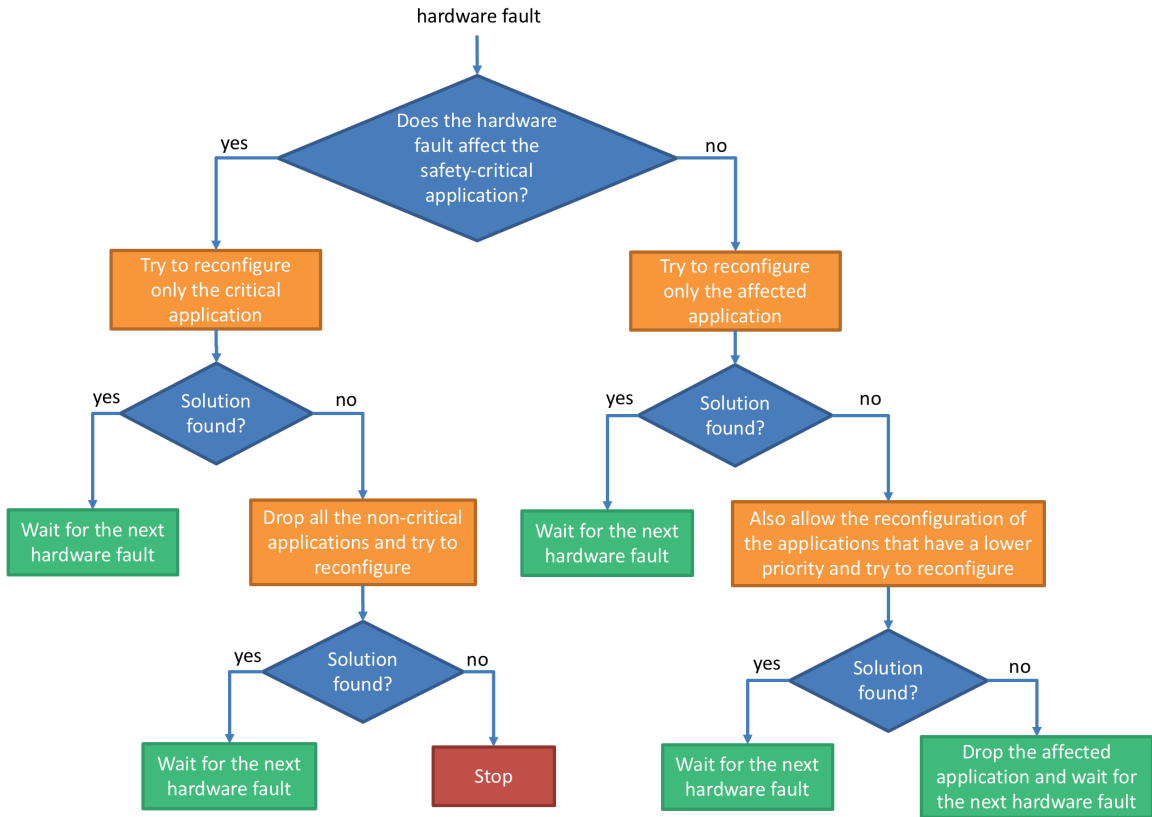 hardware fault
Does the hardware
fault affect the
safety-critical
application?
yes
no
Try to reconfigure
only the critical
application
Try to reconfigure
only the affected
application
yes
Solution
found?
no
yes
Solution
found?
no
Wait for the next
hardware fault
Drop all the non-critical
applications and try to
reconfigure
Wait for the next
hardware fault
Also allow the reconfiguration of
the applications that have a lower
priority and try to reconfigure
yes
Solution
found?
no
yes
Solution
found?
no
Wait for the next
hardware fault
Stop
Wait for the next
hardware fault
Drop the affected
application and wait for
the next hardware fault